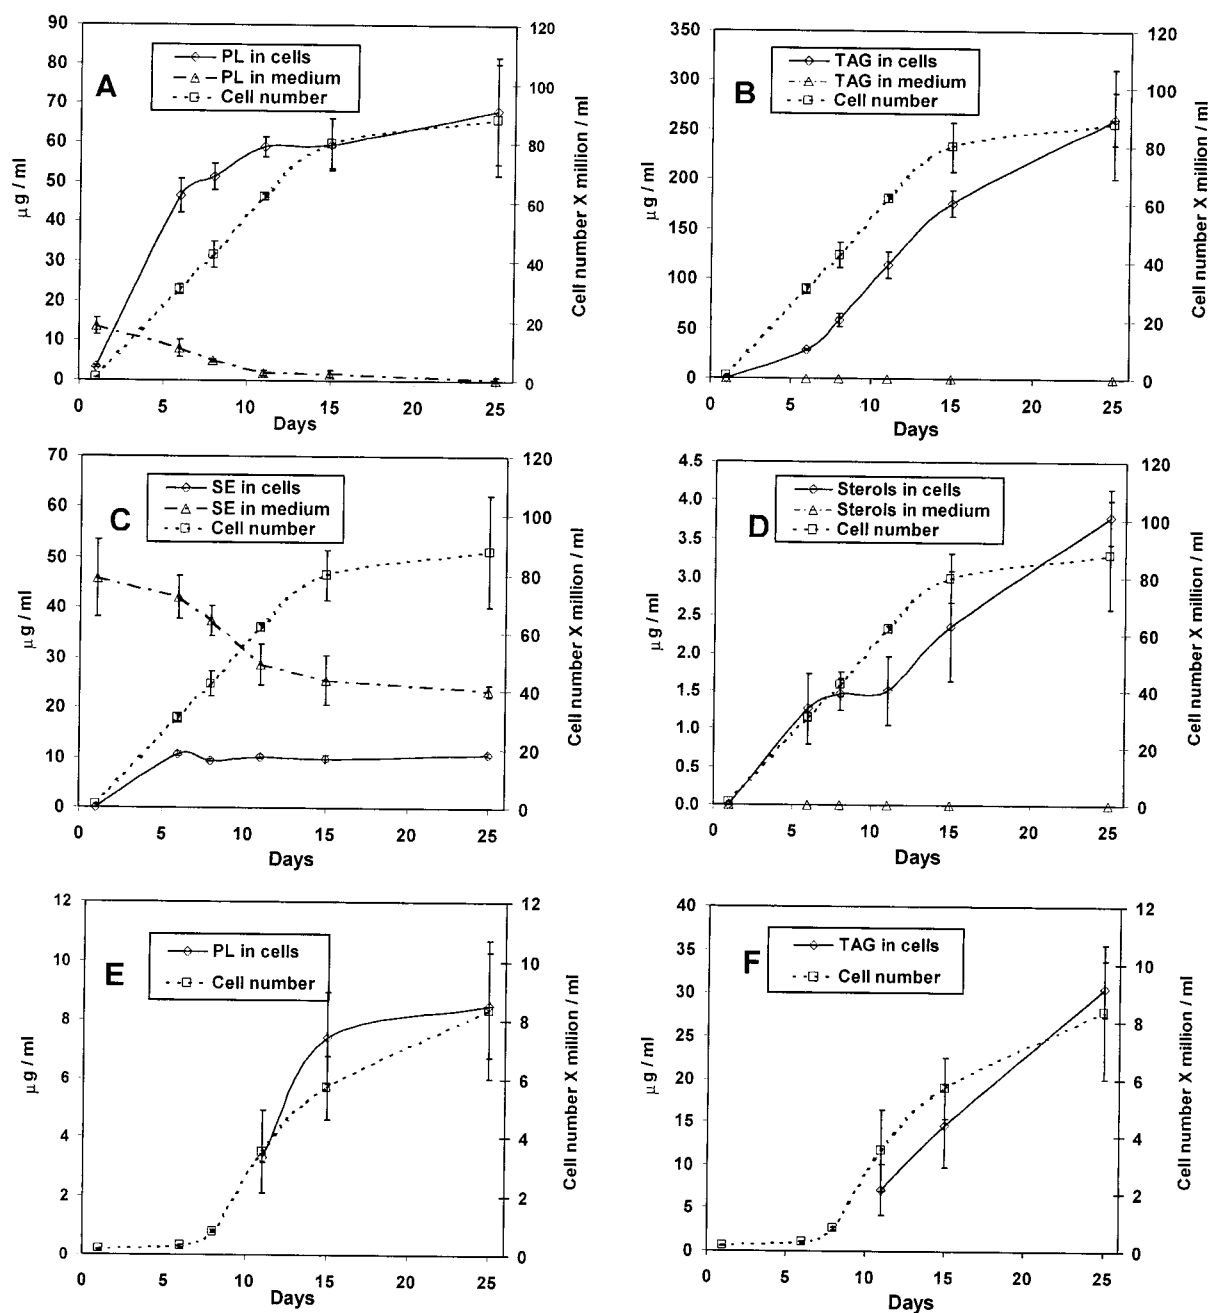 A
PL in cells
PL in medium
Cell number
90
80
70
60
50
40
30
20
10
0
μg / ml
120
100
80
60
40
20
0
Cell number X million / ml
0 5 10 15 20 25
Days
B
TAG in cells
TAG in medium
Cell number
350
300
250
200
150
100
50
0
μg / ml
120
100
80
60
40
20
0
Cell number X million / ml
0 5 10 15 20 25
Days
C
SE in cells
SE in medium
Cell number
70
60
50
40
30
20
10
0
μg / ml
120
100
80
60
40
20
0
Cell number X million / ml
0 5 10 15 20 25
Days
D
Sterols in cells
Sterols in medium
Cell number
4.5
4.0
3.5
3.0
2.5
2.0
1.5
1.0
0.5
0.0
μg / ml
120
100
80
60
40
20
0
Cell number X million / ml
0 5 10 15 20 25
Days
E
PL in cells
Cell number
12
10
8
6
4
2
0
μg / ml
12
10
8
6
4
2
0
Cell number X million / ml
0 5 10 15 20 25
Days
F
TAG in cells
Cell number
40
35
30
25
20
15
10
5
0
μg / ml
12
10
8
6
4
2
0
Cell number X million / ml
0 5 10 15 20 25
Days